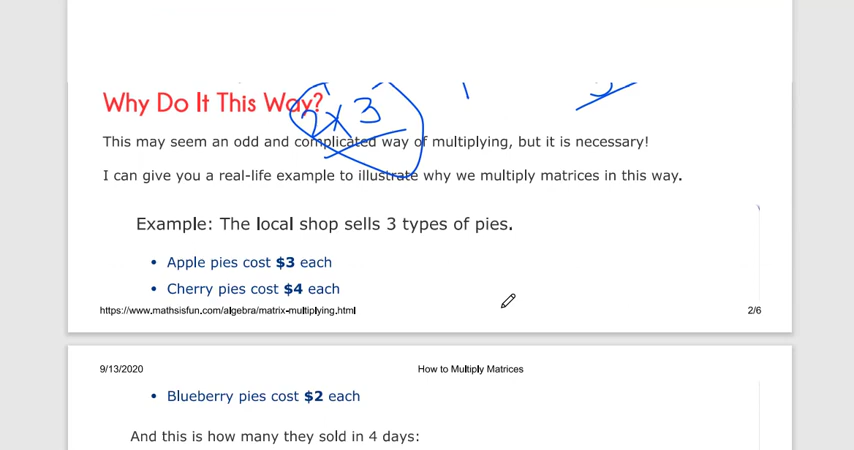 Why Do It This Way?
2 x 3
This may seem an odd and complicated way of multiplying, but it is necessary!
I can give you a real-life example to illustrate why we multiply matrices in this way.
Example: The local shop sells 3 types of pies.
• Apple pies cost $3 each
• Cherry pies cost $4 each
https://www.mathsisfun.com/algebra/matrix-multiplying.html 2/6
9/13/2020 How to Multiply Matrices
• Blueberry pies cost $2 each
And this is how many they sold in 4 days: